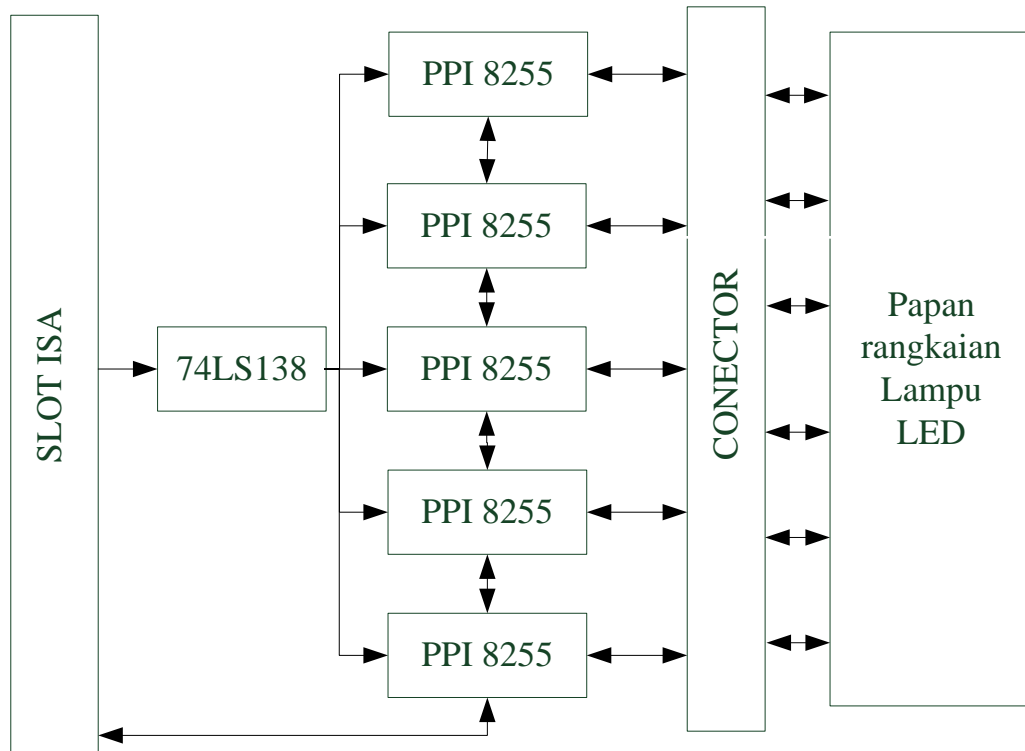 SLOT ISA
74LS138
PPI 8255
PPI 8255
PPI 8255
PPI 8255
PPI 8255
CONECTOR
Papan
rangkaian
Lampu
LED